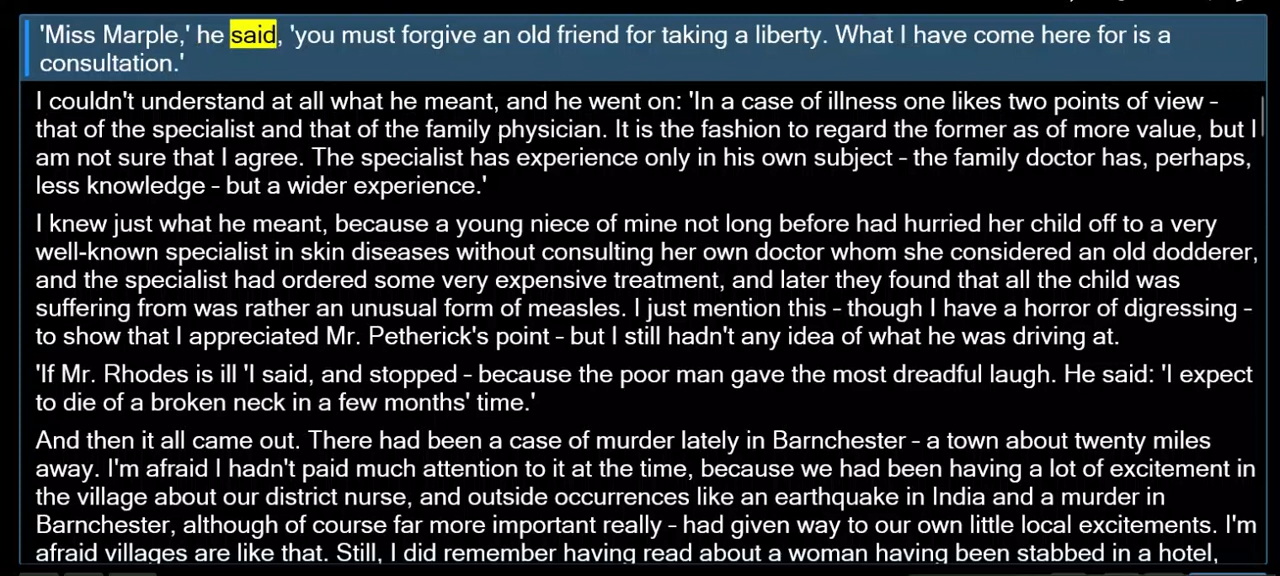 'Miss Marple,' he said, 'you must forgive an old friend for taking a liberty. What I have come here for is a
consultation.'
I couldn't understand at all what he meant, and he went on: 'In a case of illness one likes two points of view –
that of the specialist and that of the family physician. It is the fashion to regard the former as of more value, but I
am not sure that I agree. The specialist has experience only in his own subject – the family doctor has, perhaps,
less knowledge – but a wider experience.'
I knew just what he meant, because a young niece of mine not long before had hurried her child off to a very
well-known specialist in skin diseases without consulting her own doctor whom she considered an old dodderer,
and the specialist had ordered some very expensive treatment, and later they found that all the child was
suffering from was rather an unusual form of measles. I just mention this – though I have a horror of digressing –
to show that I appreciated Mr. Petherick's point – but I still hadn't any idea of what he was driving at.
'If Mr. Rhodes is ill 'I said, and stopped – because the poor man gave the most dreadful laugh. He said: 'I expect
to die of a broken neck in a few months' time.'
And then it all came out. There had been a case of murder lately in Barnchester – a town about twenty miles
away. I'm afraid I hadn't paid much attention to it at the time, because we had been having a lot of excitement in
the village about our district nurse, and outside occurrences like an earthquake in India and a murder in
Barnchester, although of course far more important really – had given way to our own little local excitements. I'm
afraid villages are like that. Still, I did remember having read about a woman having been stabbed in a hotel,